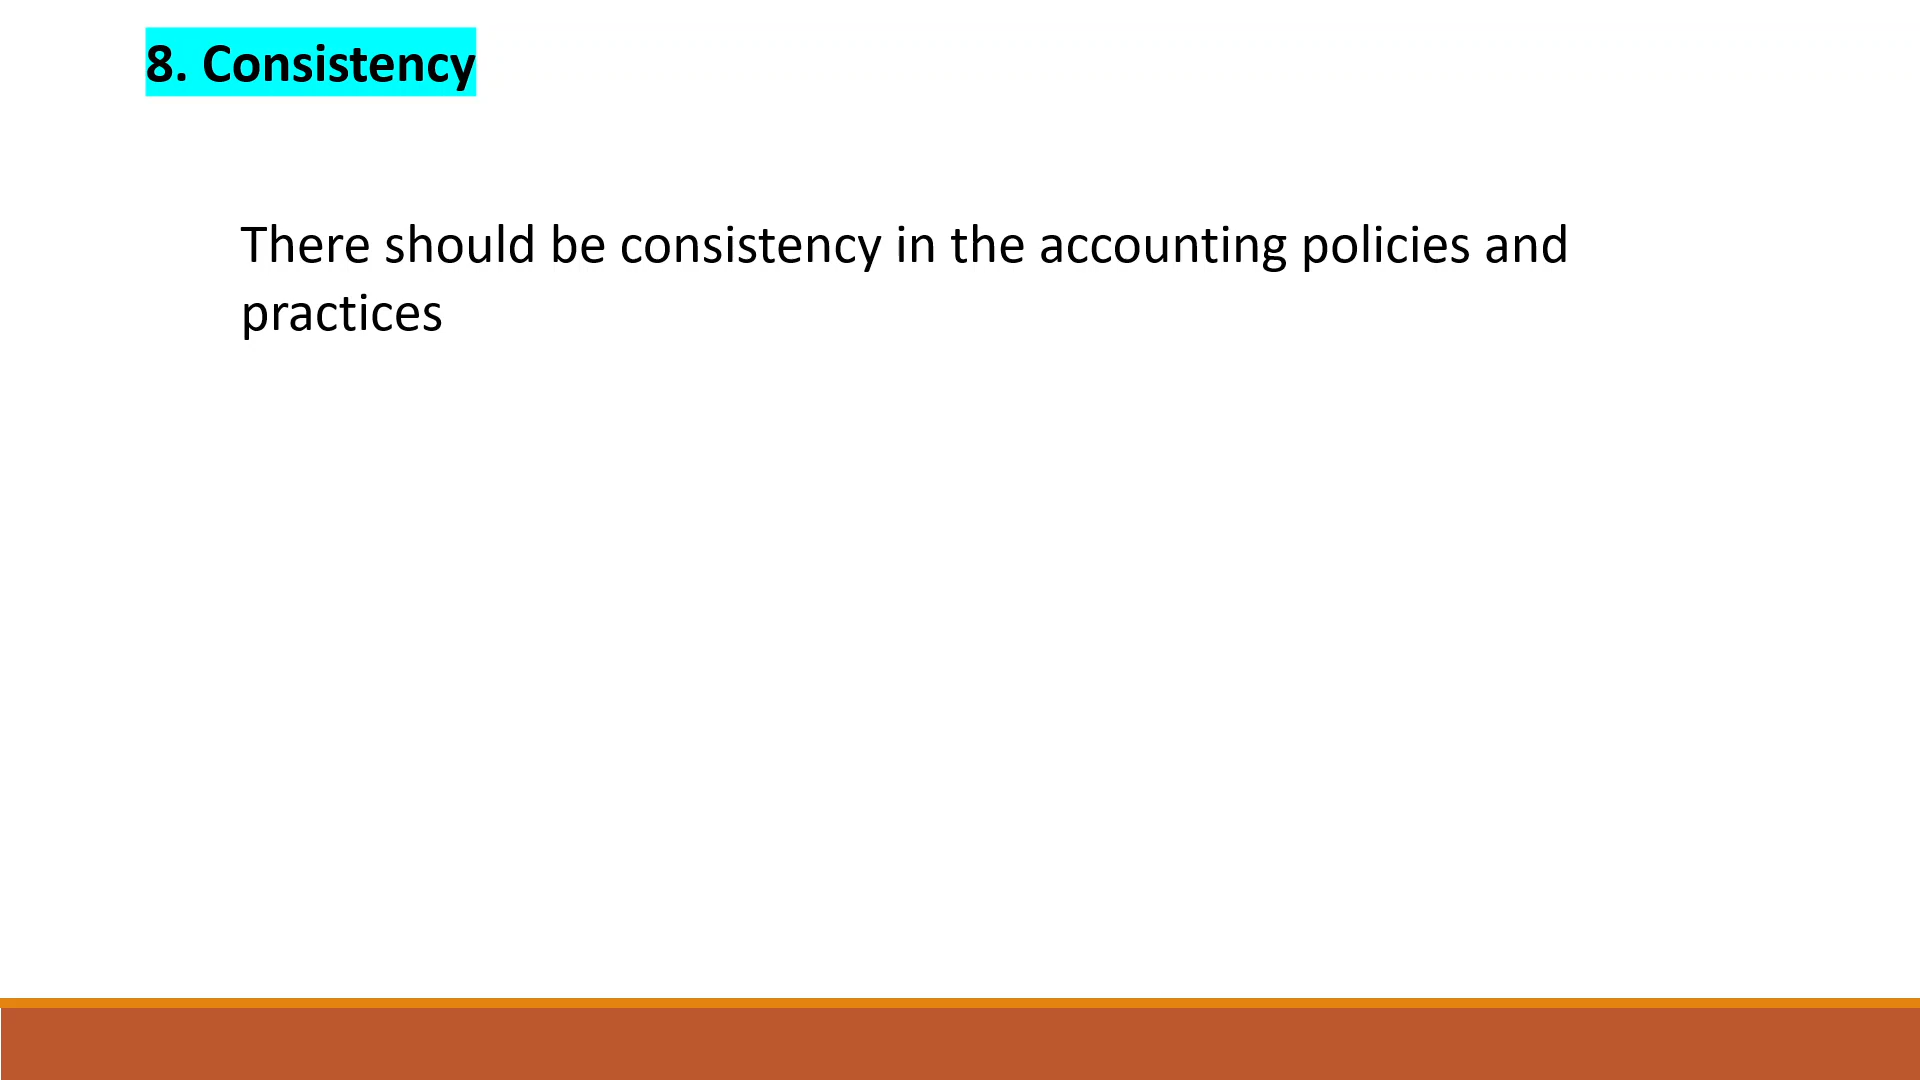 8. Consistency
There should be consistency in the accounting policies and
practices